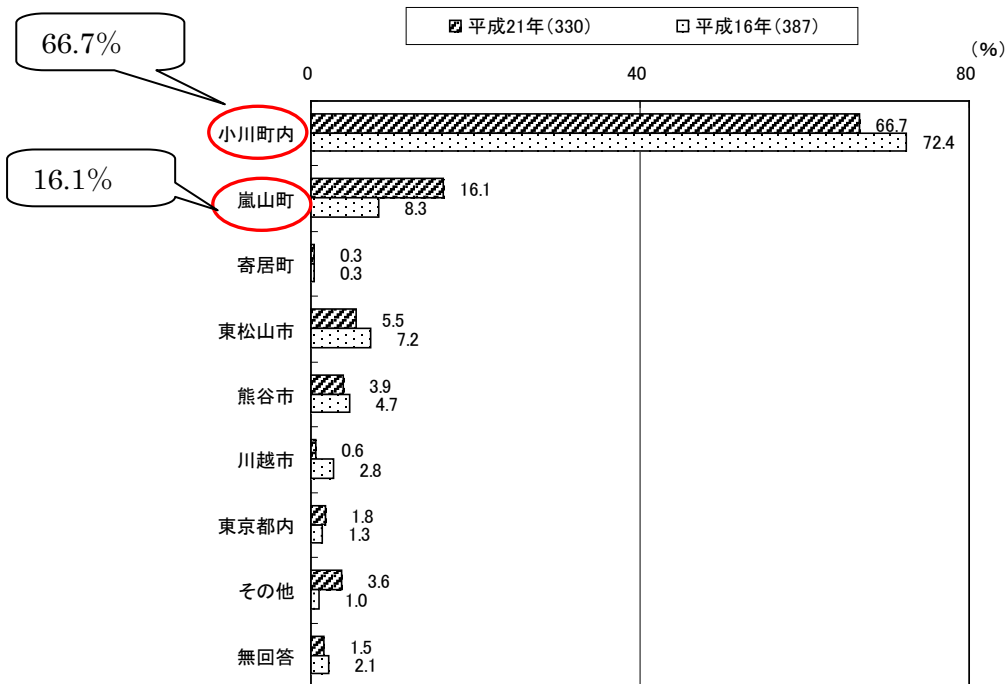 66.7%
平成21年(330) 平成16年(387)
(%)
0 40 80
小川町内 66.7
72.4
16.1%
嵐山町 16.1
8.3
寄居町 0.3
0.3
東松山市 5.5
7.2
熊谷市 3.9
4.7
川越市 0.6
2.8
東京都内 1.8
1.3
その他 3.6
1.0
無回答 1.5
2.1